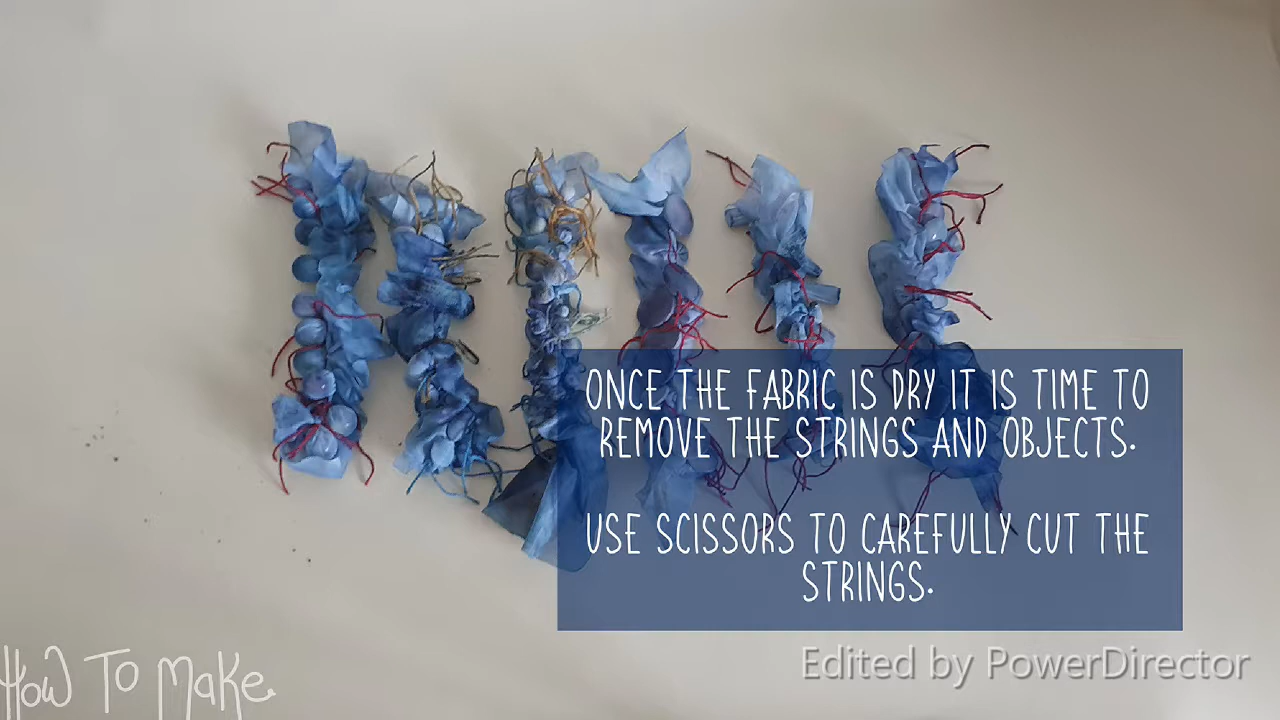 ONCE THE FABRIC IS DRY IT IS TIME TO
REMOVE THE STRINGS AND OBJECTS.
USE SCISSORS TO CAREFULLY CUT THE
STRINGS.
Edited by PowerDirector
How To Make.